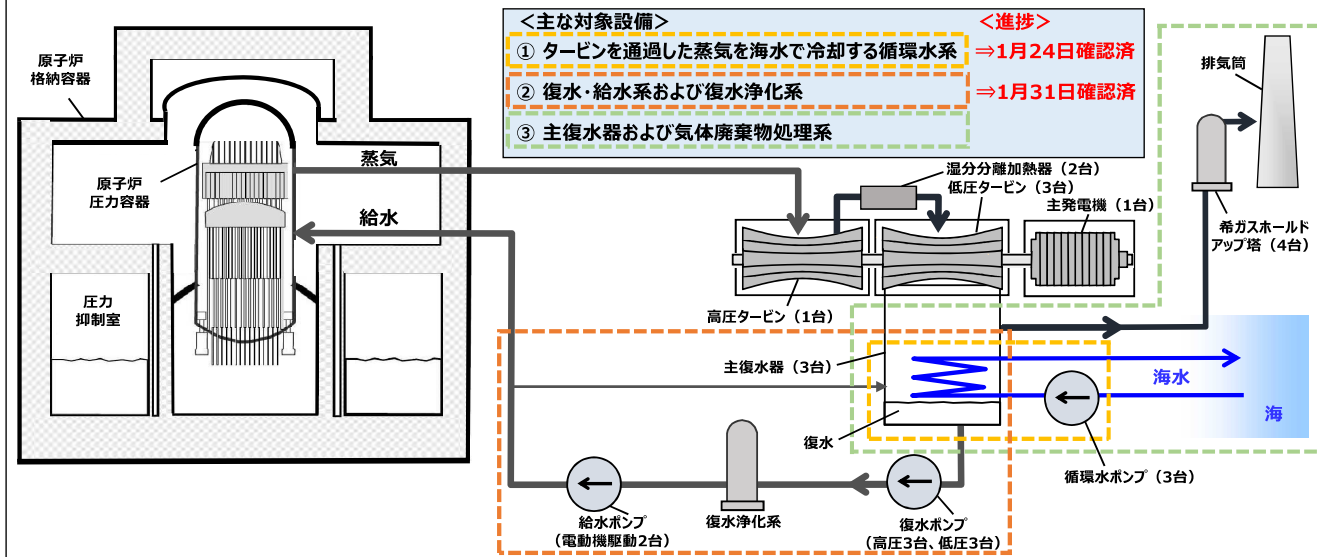 ＜主な対象設備＞ ＜進捗＞
① タービンを通過した蒸気を海水で冷却する循環水系 ⇒1月24日確認済
② 復水・給水系および復水浄化系 ⇒1月31日確認済
③ 主復水器および気体廃棄物処理系
原子炉
格納容器
原子炉
圧力容器
蒸気
給水
圧力
抑制室
湿分分離加熱器（2台）
低圧タービン（3台）
主発電機（1台）
高圧タービン（1台）
排気筒
希ガスホールド
アップ塔（4台）
主復水器（3台）
海水
海
復水
循環水ポンプ（3台）
給水ポンプ
（電動機駆動2台）
復水浄化系
復水ポンプ
（高圧3台、低圧3台）